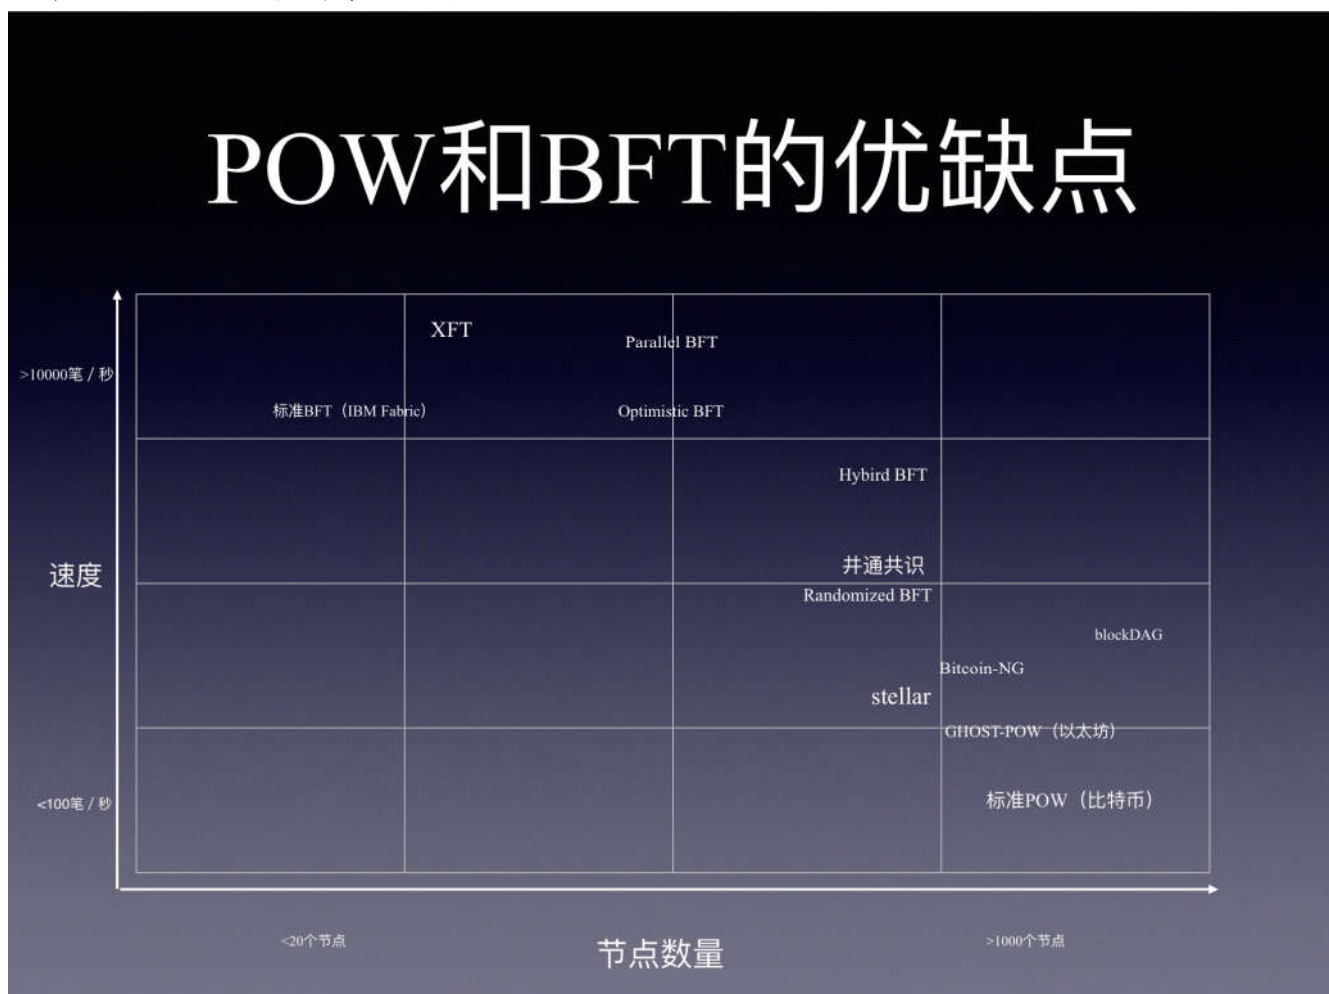 POW和BFT的优缺点
XFT
Parallel BFT
>10000笔 / 秒
标准BFT（IBM Fabric）
Optimistic BFT
Hybird BFT
井通共识
速度
Randomized BFT
blockDAG
Bitcoin-NG
stellar
GHOST-POW（以太坊）
标准POW（比特币）
<100笔 / 秒
<20个节点
节点数量
>1000个节点